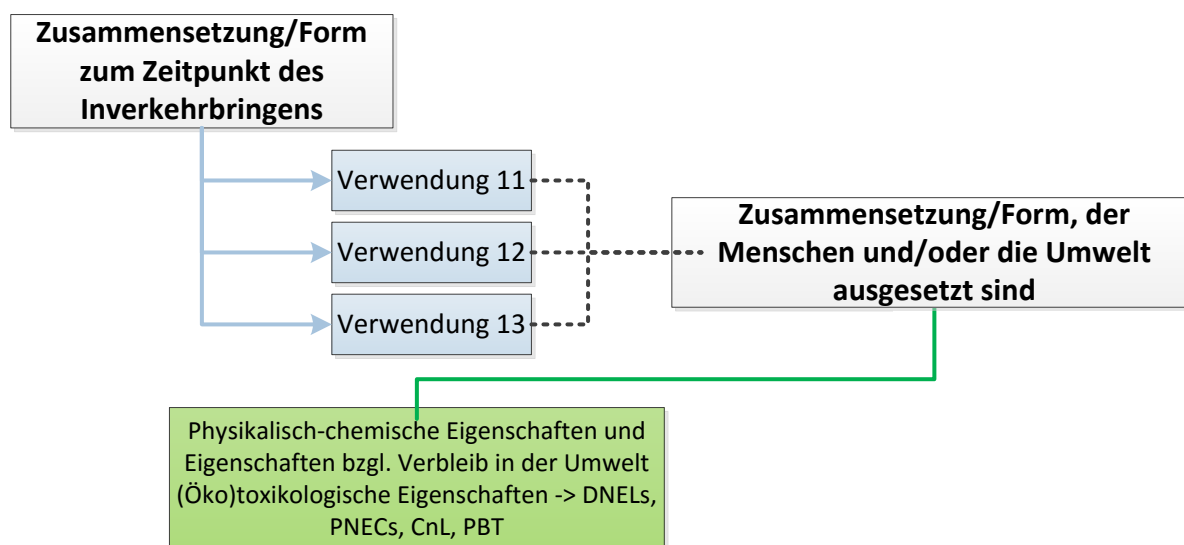 Zusammensetzung/Form
zum Zeitpunkt des
Inverkehrbringens
Verwendung 11
Verwendung 12
Verwendung 13
Zusammensetzung/Form, der
Menschen und/oder die Umwelt
ausgesetzt sind
Physikalisch-chemische Eigenschaften und
Eigenschaften bzgl. Verbleib in der Umwelt
(Öko)toxikologische Eigenschaften -> DNELs,
PNECs, CnL, PBT